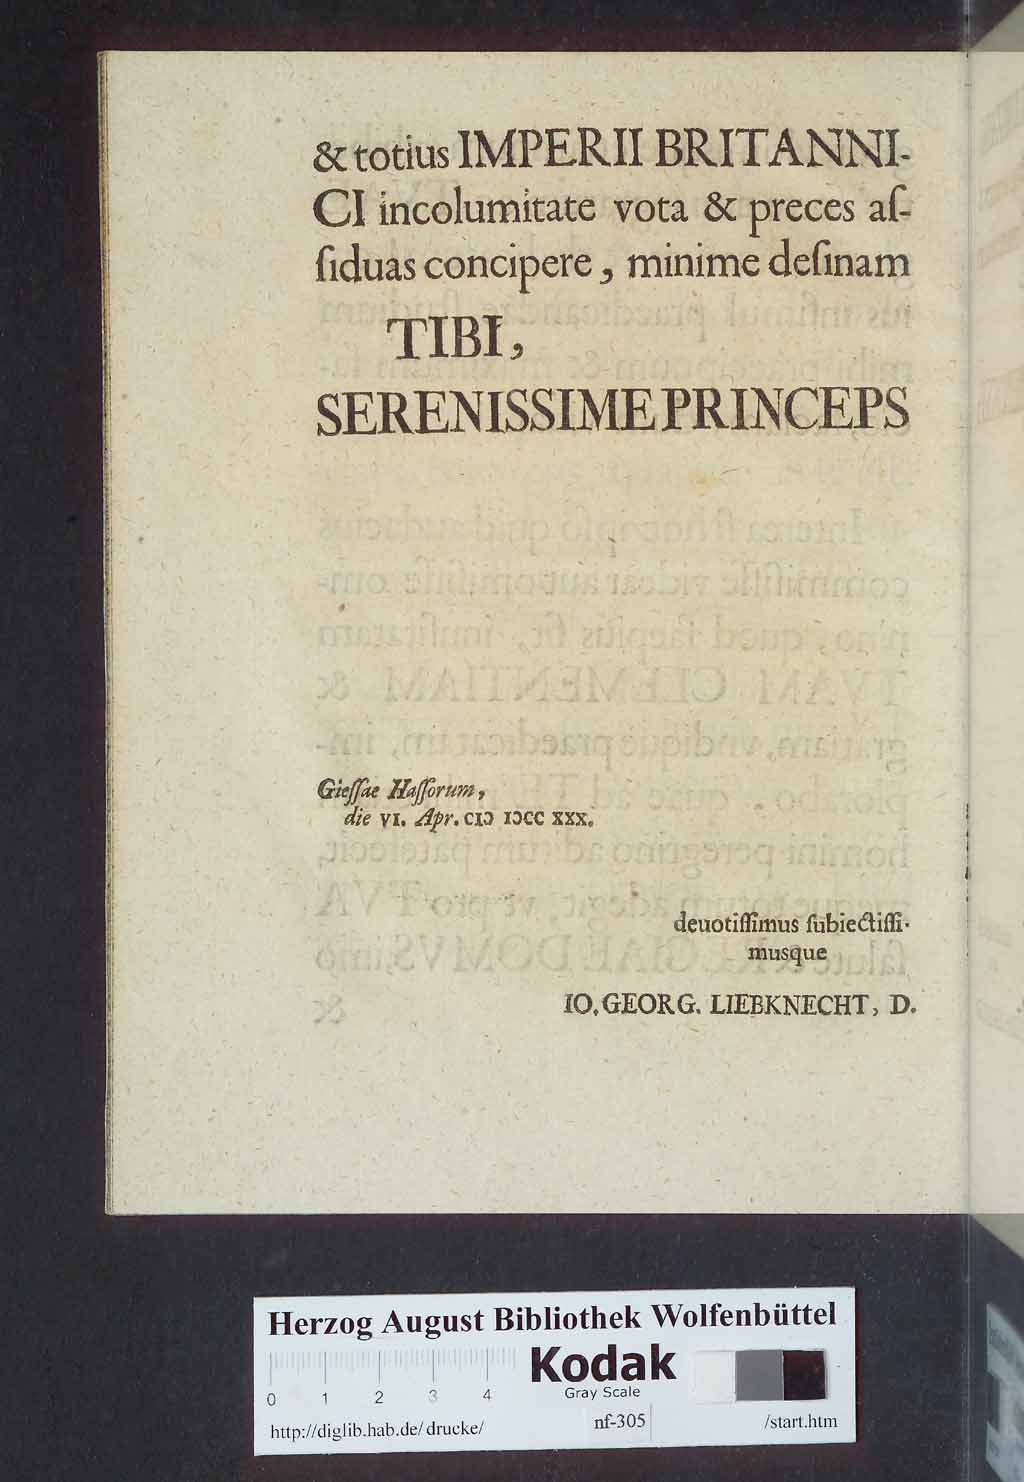 & totius IMPERII BRITANNI-
CI incolumitate vota & preces aſ-
ſiduas concipere, minime deſinam
TIBI,
SERENISSIME PRINCEPS
Gieſſae Haſſorum,
die VI. Apr. CIↃ IↃCC XXX.
deuotiſſimus ſubiectiſſi-
musque
IO. GEORG. LIEBKNECHT, D.
Herzog August Bibliothek Wolfenbüttel
Kodak
Gray Scale
0 1 2 3 4
http://diglib.hab.de/drucke/ nf-305 /start.htm